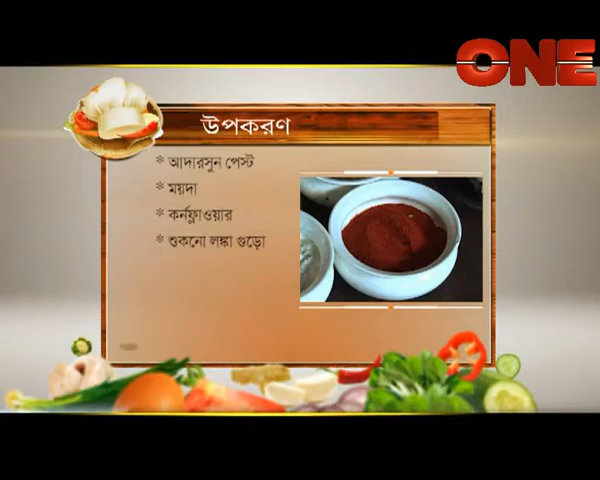 ONE
উপকরণ
* আদারসুন পেস্ট
* ময়দা
* কর্নফ্লাওয়ার
* শুকনো লঙ্কা গুড়ো